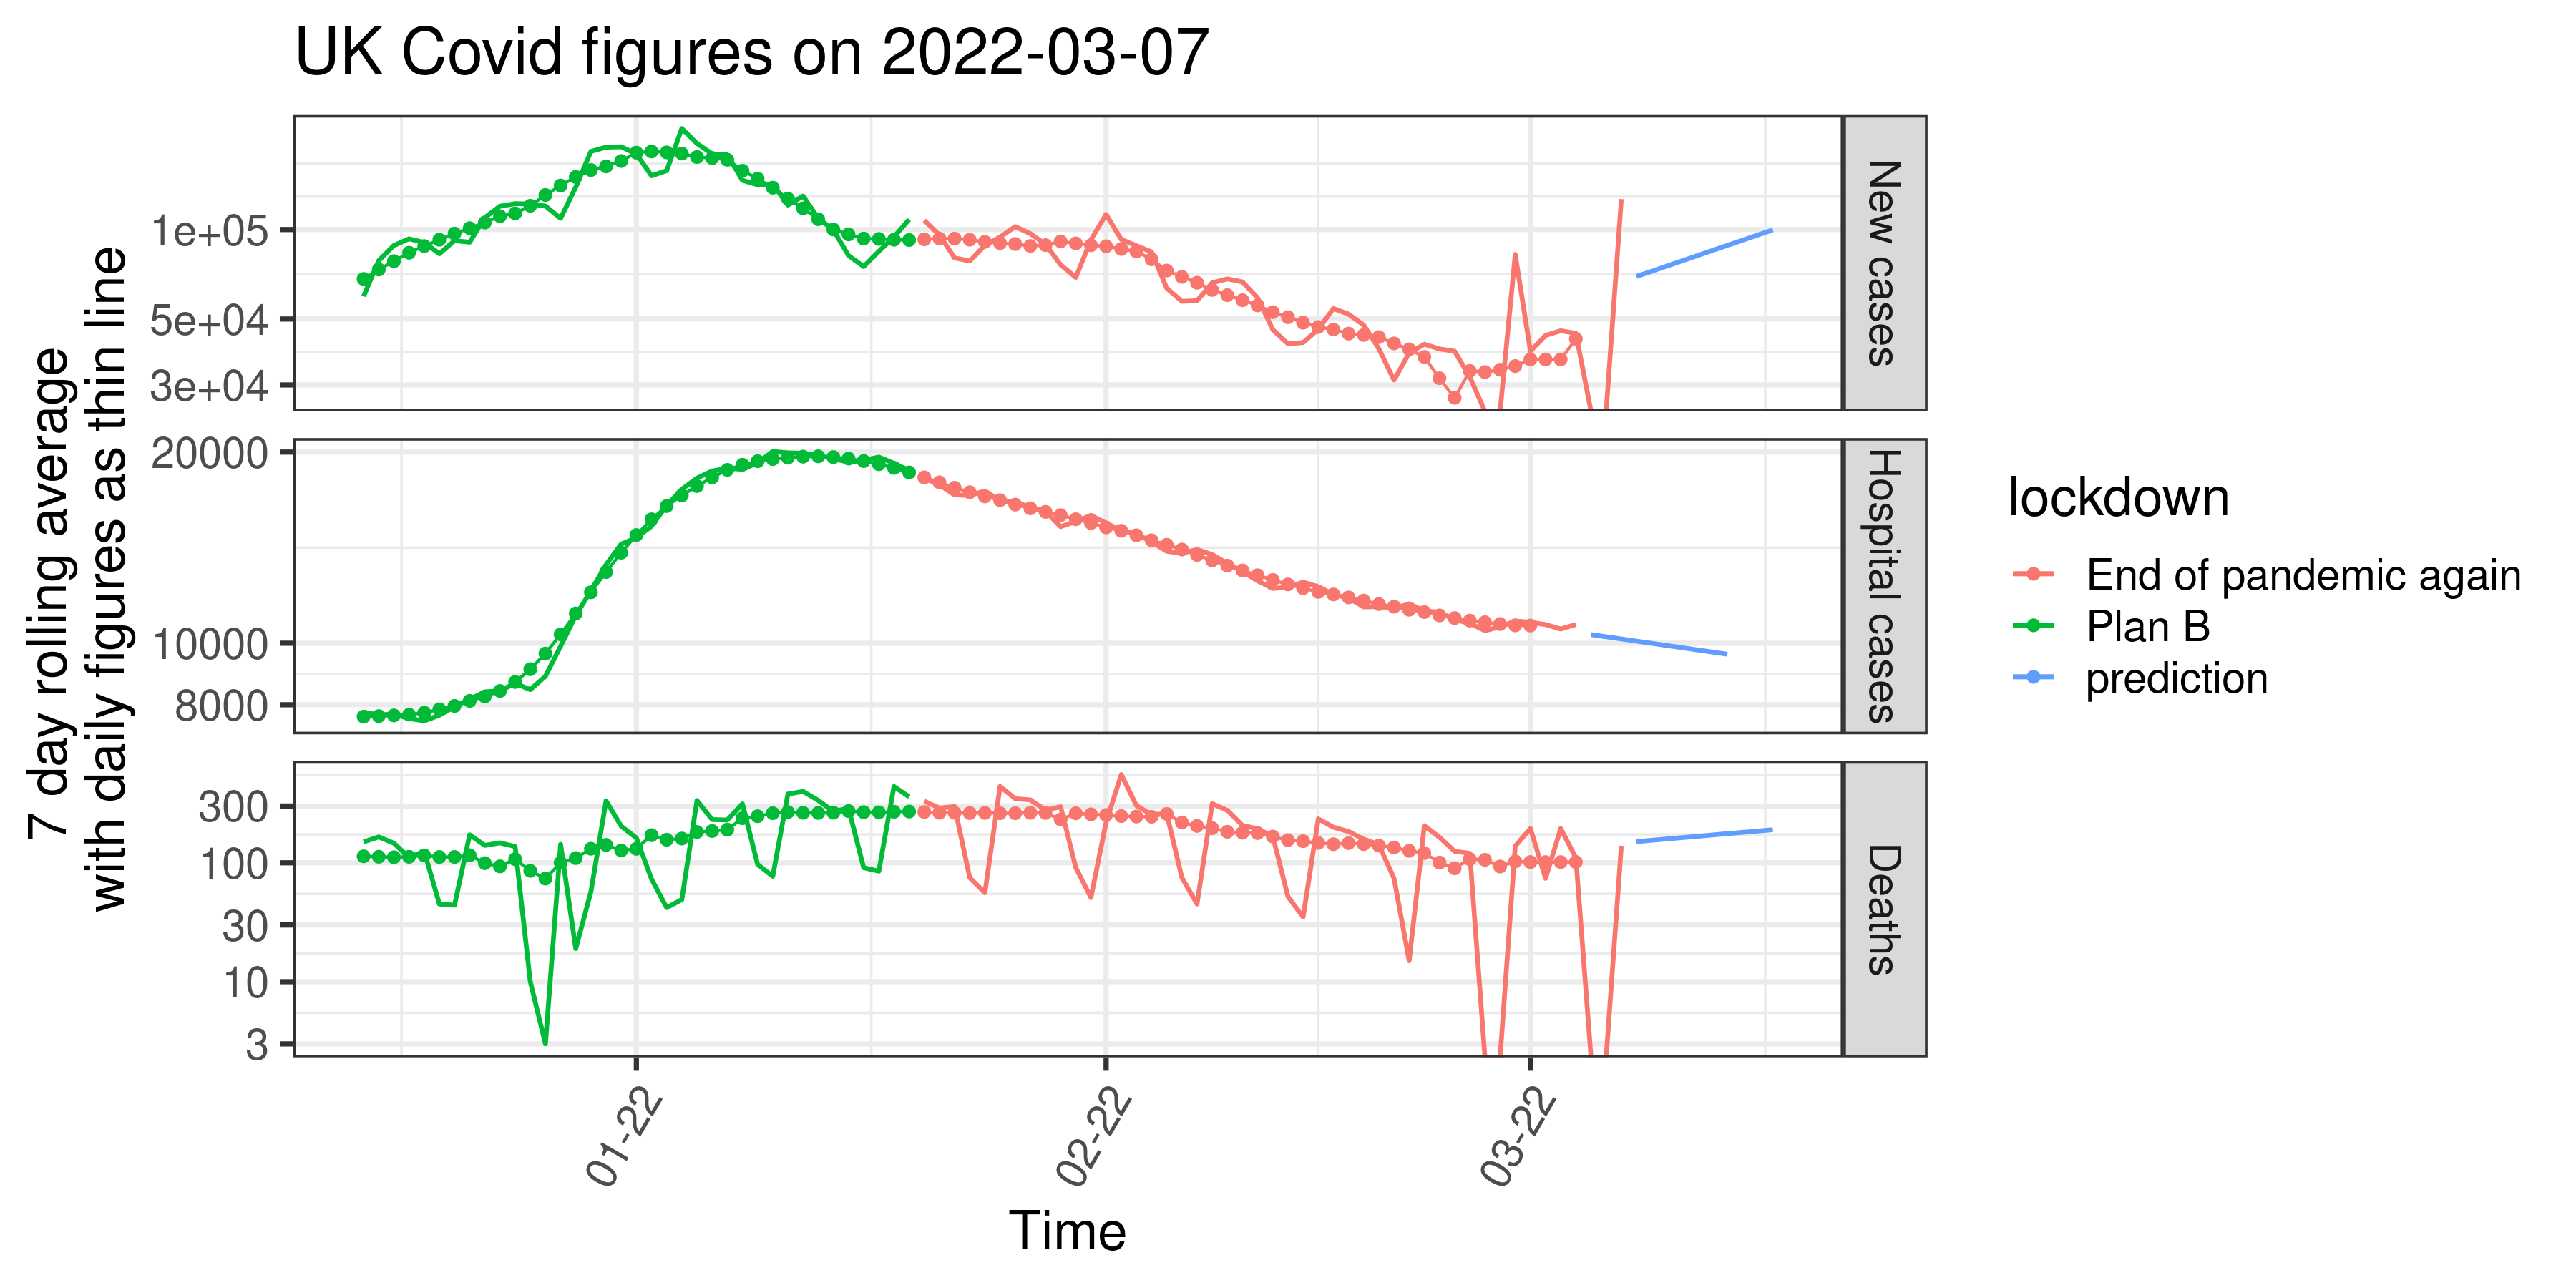 UK Covid figures on 2022-03-07
7 day rolling average
with daily figures as thin line
1e+05
5e+04
3e+04
New cases
20000
10000
8000
Hospital cases
300
100
30
10
3
Deaths
01-22
02-22
03-22
Time
lockdown
End of pandemic again
Plan B
prediction